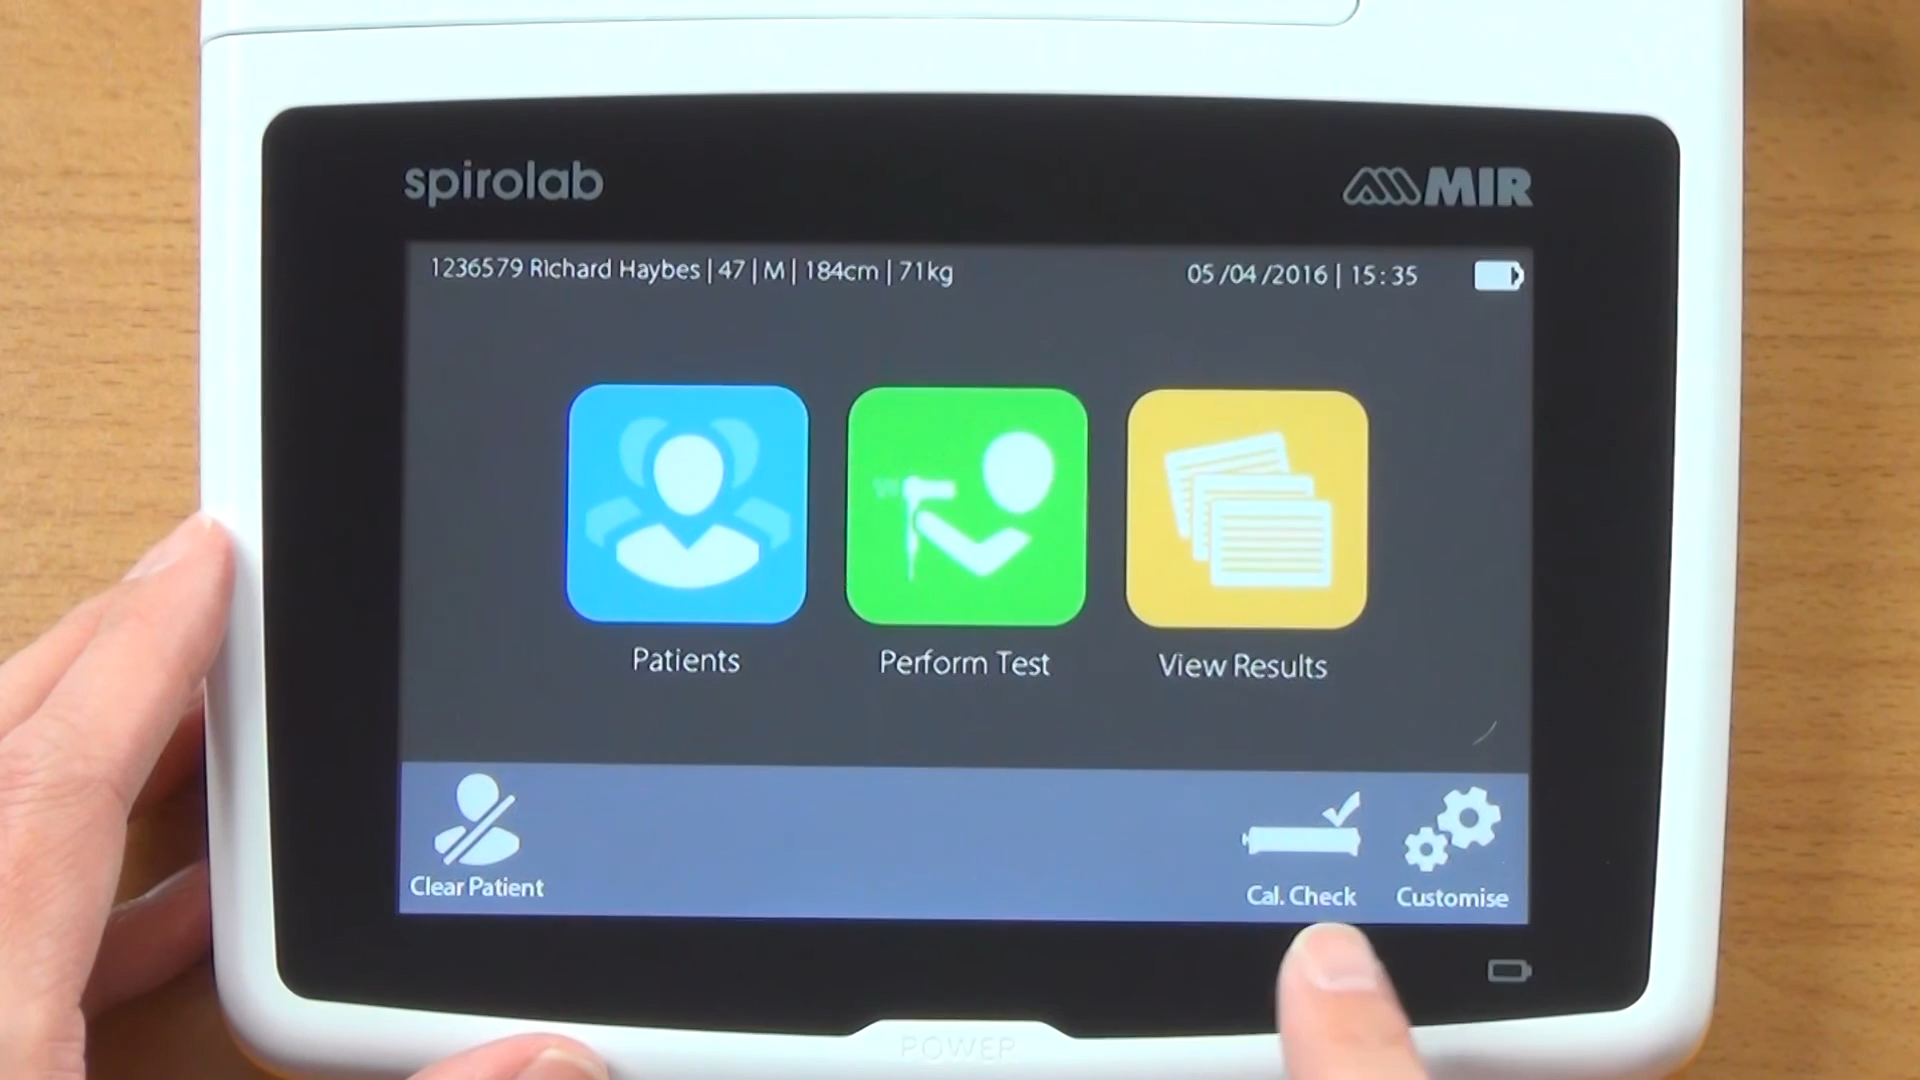 spirolab
MIR
1236579 Richard Haybes | 47 | M | 184cm | 71kg
05/04/2016 | 15:35
Patients
Perform Test
View Results
Clear Patient
Cal. Check
Customise
POWER